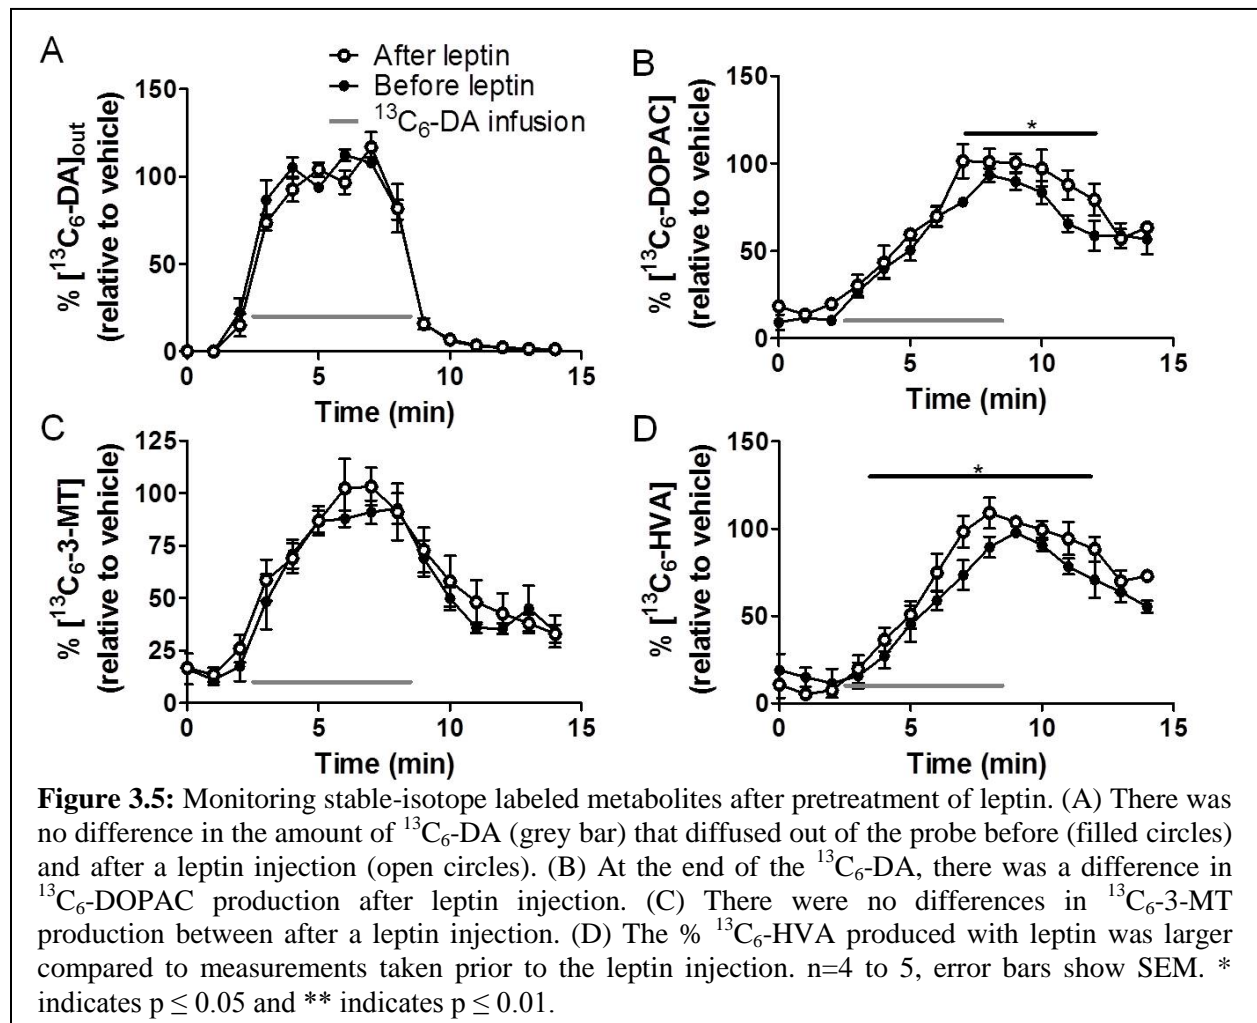 A
After leptin
Before leptin
¹³C₆-DA infusion
% [¹³C₆-DA]out
(relative to vehicle)
150
100
50
0
0 5 10 15
Time (min)
B
*
% [¹³C₆-DOPAC]
(relative to vehicle)
150
100
50
0
0 5 10 15
Time (min)
C
% [¹³C₆-3-MT]
(relative to vehicle)
125
100
75
50
25
0
0 5 10 15
Time (min)
D
*
% [¹³C₆-HVA]
(relative to vehicle)
150
100
50
0
0 5 10 15
Time (min)
Figure 3.5: Monitoring stable-isotope labeled metabolites after pretreatment of leptin. (A) There was
no difference in the amount of ¹³C₆-DA (grey bar) that diffused out of the probe before (filled circles)
and after a leptin injection (open circles). (B) At the end of the ¹³C₆-DA, there was a difference in
¹³C₆-DOPAC production after leptin injection. (C) There were no differences in ¹³C₆-3-MT
production between after a leptin injection. (D) The % ¹³C₆-HVA produced with leptin was larger
compared to measurements taken prior to the leptin injection. n=4 to 5, error bars show SEM. *
indicates p ≤ 0.05 and ** indicates p ≤ 0.01.